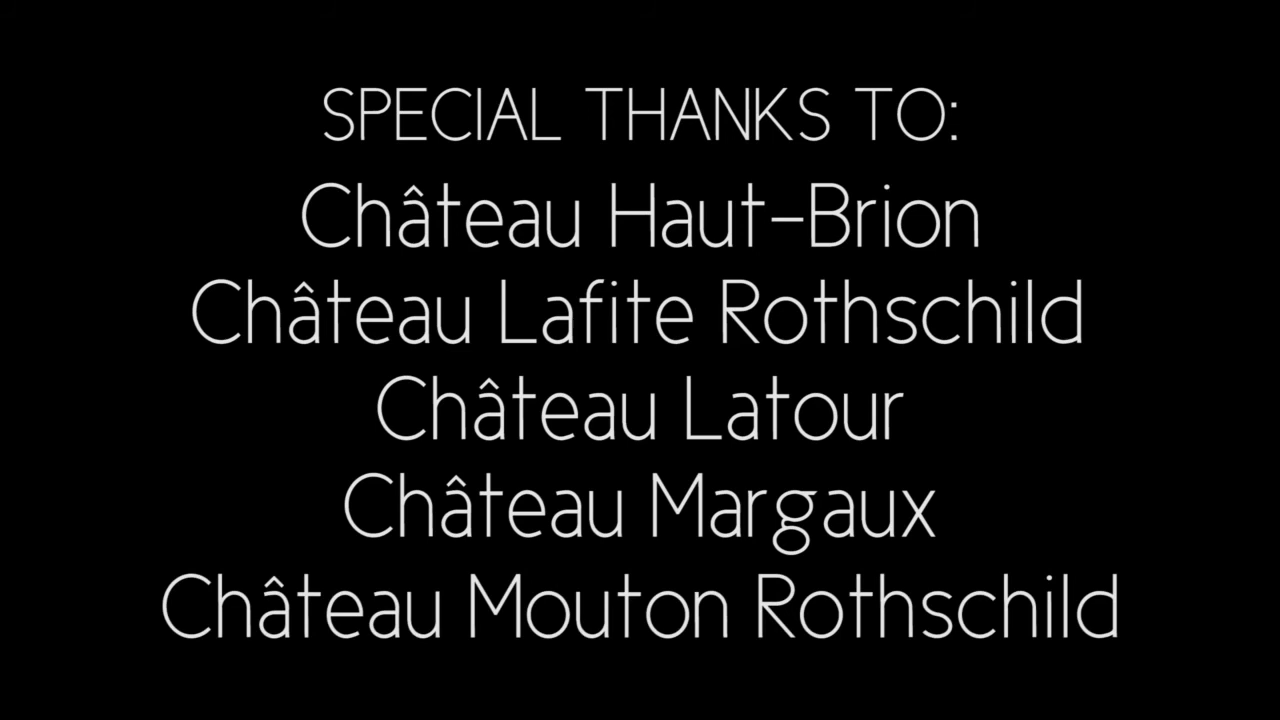 SPECIAL THANKS TO:
Château Haut-Brion
Château Lafite Rothschild
Château Latour
Château Margaux
Château Mouton Rothschild